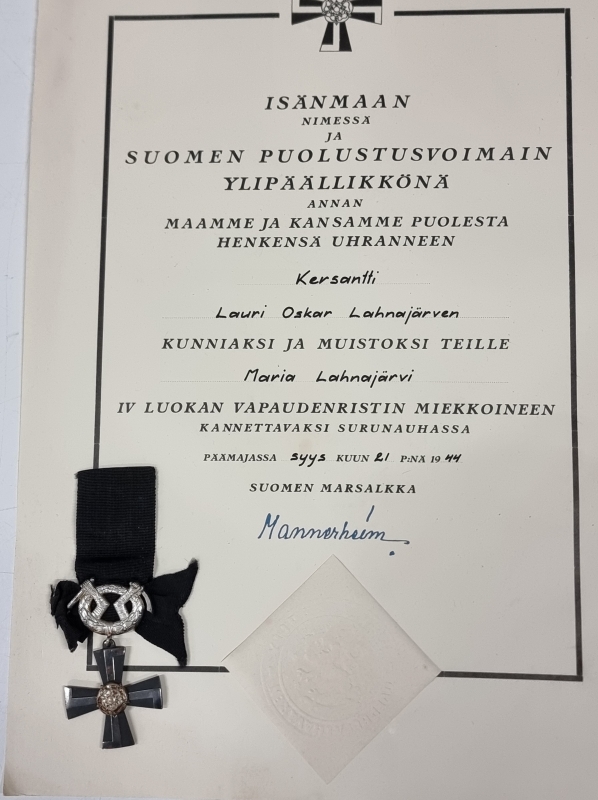 ISÄNMAAN
NIMESSÄ
JA
SUOMEN PUOLUSTUSVOIMAIN
YLIPÄÄLLIKKÖNÄ
ANNAN
MAAMME JA KANSAMME PUOLESTA
HENKENSÄ UHRANNEEN
Kersantti
Lauri Oskar Lahnajärven
KUNNIAKSI JA MUISTOKSI TEILLE
Maria Lahnajärvi
IV LUOKAN VAPAUDENRISTIN MIEKKOINEEN
KANNETTAVAKSI SURUNAUHASSA
PÄÄMAJASSA syys KUUN 21 P:NÄ 1944
SUOMEN MARSALKKA
Mannerheim